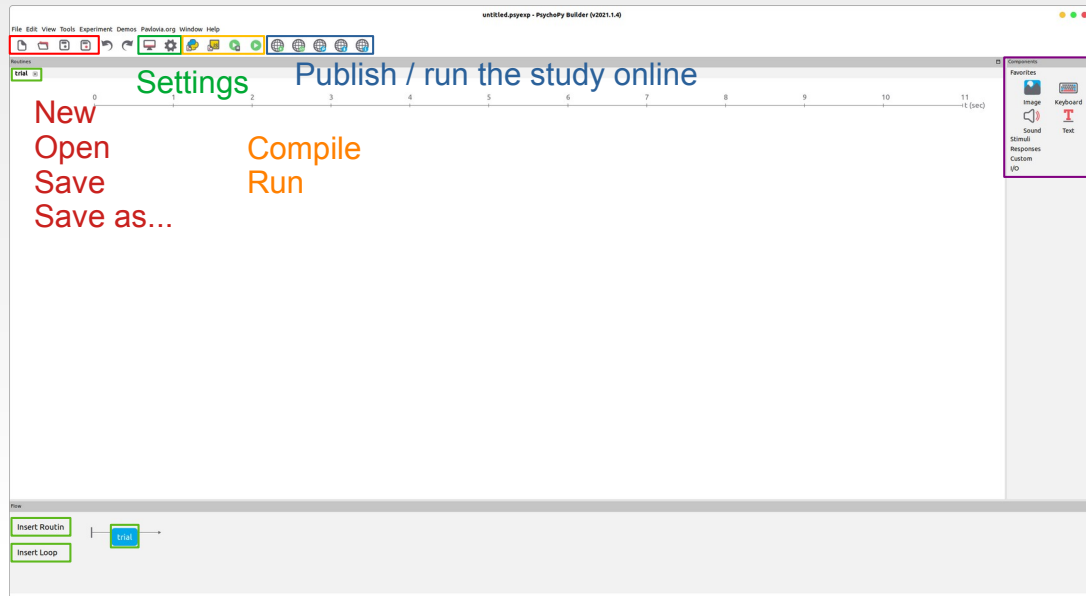 untitled.psyexp - PsychoPy Builder (v2021.1.4)
File Edit View Tools Experiment Demos Pavlovia.org Window Help
Routines
Components
trial
Settings
Publish / run the study online
Favorites
0 1 2 3 4 5 6 7 8 9 10 11
t (sec)
Image Keyboard
Sound Text
Stimuli
Responses
Custom
I/O
New
Open
Save
Save as...
Compile
Run
Flow
Insert Routin
trial
Insert Loop